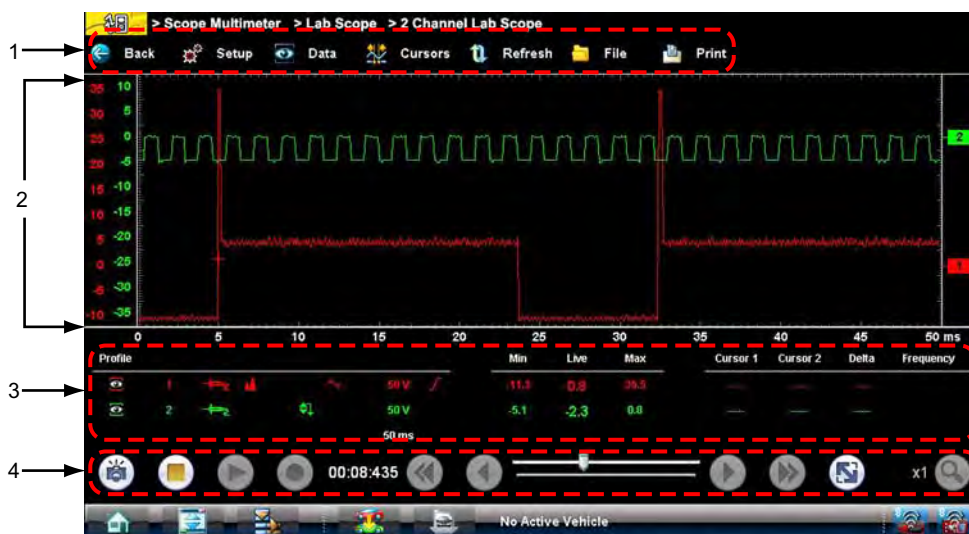 > Scope Multimeter > Lab Scope > 2 Channel Lab Scope
1
Back Setup Data Cursors Refresh File Print
2
35 10
30 5
25 0 2
20 -5
15 -10
10 -15
5 -20
0 -25 1
-5 -30
-10 -35
0 5 10 15 20 25 30 35 40 45 50 ms
3
Profile Min Live Max Cursor 1 Cursor 2 Delta Frequency
1 50 V -11.3 -0.8 35.5
2 50 V -5.1 -2.3 0.0
50 ms
4
00:08:435 x1
No Active Vehicle